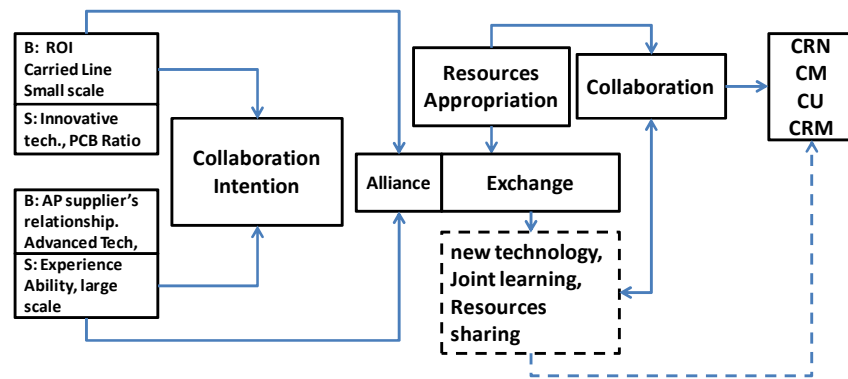 B: ROI
Carried Line
Small scale
S: Innovative
tech., PCB Ratio
B: AP supplier's
relationship.
Advanced Tech,
S: Experience
Ability, large
scale
Collaboration
Intention
Alliance
Resources
Appropriation
Exchange
new technology,
Joint learning,
Resources
sharing
Collaboration
CRN
CM
CU
CRM